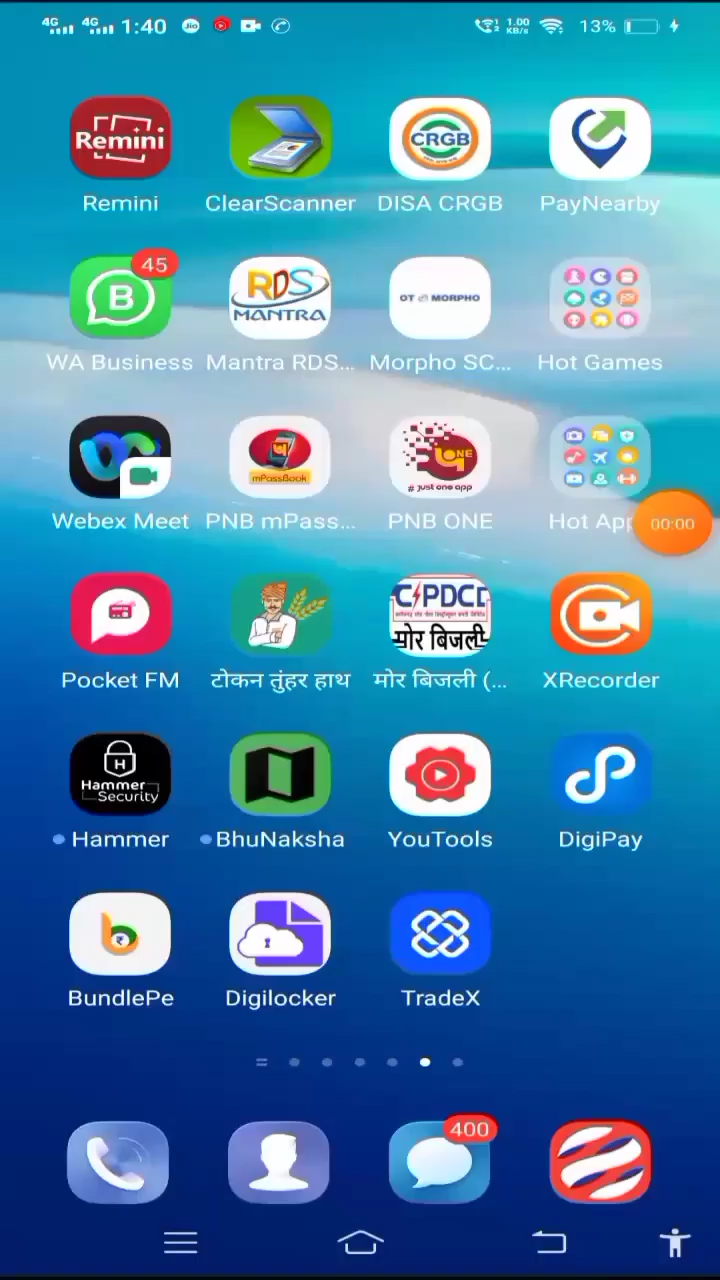 4G 4G 1:40 Jio 1.00 KB/s 13%
Remini
CRGB
Remini ClearScanner DISA CRGB PayNearby
45
B
RDS
MANTRA
OT MORPHO
WA Business Mantra RDS... Morpho SC... Hot Games
mPassBook
ONE
# just one app
Webex Meet PNB mPass... PNB ONE Hot App
00:00
मोर बिजली
Pocket FM टोकन तुंहर हाथ मोर बिजली (... XRecorder
H
Hammer
Security
Hammer BhuNaksha YouTools DigiPay
BundlePe Digilocker TradeX
400